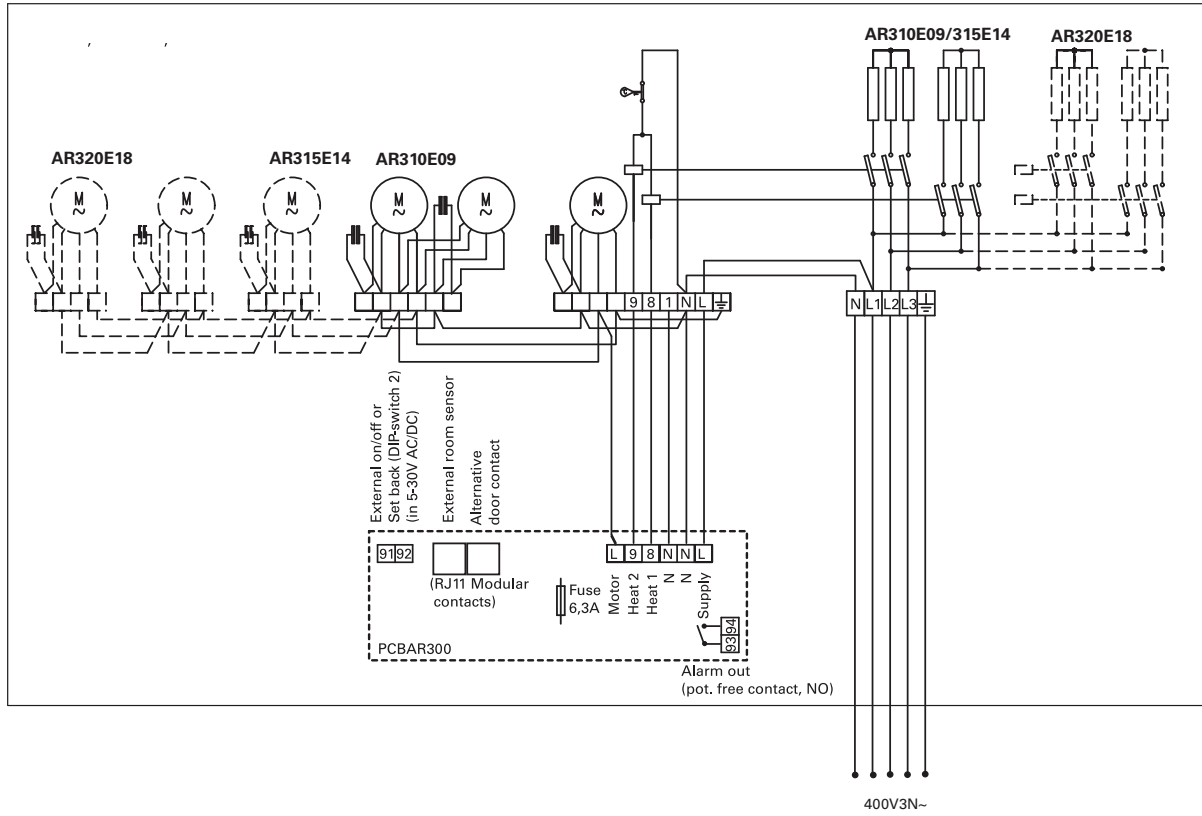 AR310E09/315E14
AR320E18
AR320E18
AR315E14
AR310E09
M
~
M
~
M
~
M
~
M
~
M
~
9 8 1 N L
N L1 L2 L3
External on/off or
Set back (DIP-switch 2)
(in 5-30V AC/DC)
External room sensor
Alternative
door contact
91 92
(RJ11 Modular
contacts)
Fuse
6,3A
L 9 8 N N L
Motor
Heat 2
Heat 1
N
N
Supply
93 94
PCBAR300
Alarm out
(pot. free contact, NO)
400V3N~